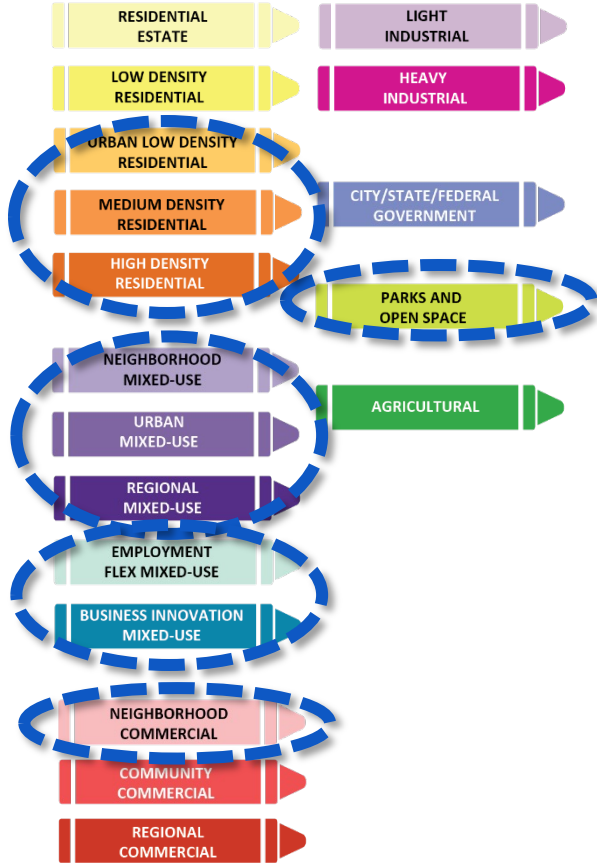 RESIDENTIAL
ESTATE
LOW DENSITY
RESIDENTIAL
URBAN LOW DENSITY
RESIDENTIAL
MEDIUM DENSITY
RESIDENTIAL
HIGH DENSITY
RESIDENTIAL
NEIGHBORHOOD
MIXED-USE
URBAN
MIXED-USE
REGIONAL
MIXED-USE
EMPLOYMENT
FLEX MIXED-USE
BUSINESS INNOVATION
MIXED-USE
NEIGHBORHOOD
COMMERCIAL
COMMUNITY
COMMERCIAL
REGIONAL
COMMERCIAL
LIGHT
INDUSTRIAL
HEAVY
INDUSTRIAL
CITY/STATE/FEDERAL
GOVERNMENT
PARKS AND
OPEN SPACE
AGRICULTURAL